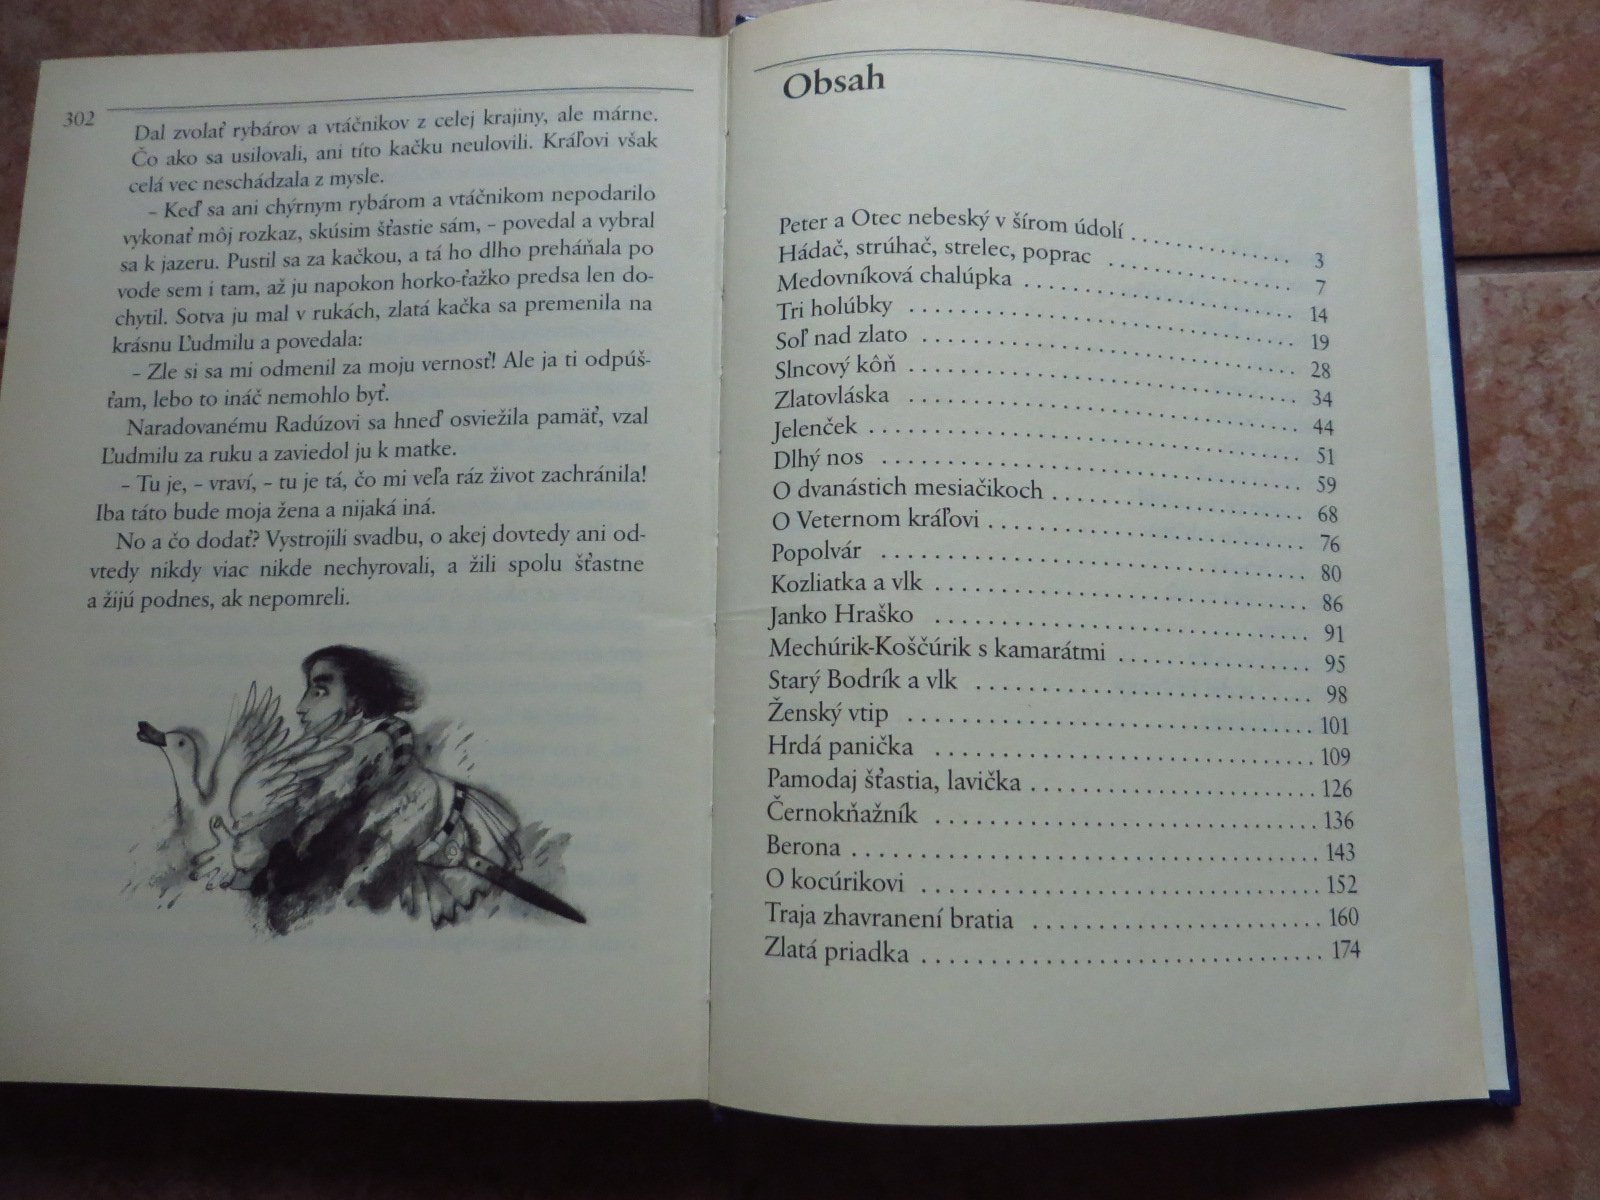 302
Dal zvolať rybárov a vtáčnikov z celej krajiny, ale márne.
Čo ako sa usilovali, ani títo kačku neulovili. Kráľovi však
celá vec neschádzala z mysle.
– Keď sa ani chýrnym rybárom a vtáčnikom nepodarilo
vykonať môj rozkaz, skúsim šťastie sám, – povedal a vybral
sa k jazeru. Pustil sa za kačkou, a tá ho dlho preháňala po
vode sem i tam, až ju napokon horko-ťažko predsa len do-
chytil. Sotva ju mal v rukách, zlatá kačka sa premenila na
krásnu Ľudmilu a povedala:
– Zle si sa mi odmenil za moju vernosť! Ale ja ti odpúš-
ťam, lebo to ináč nemohlo byť.
Naradovanému Radúzovi sa hneď osviežila pamäť, vzal
Ľudmilu za ruku a zaviedol ju k matke.
– Tu je, – vraví, – tu je tá, čo mi veľa ráz život zachránila!
Iba táto bude moja žena a nijaká iná.
No a čo dodať? Vystrojili svadbu, o akej dovtedy ani od-
vtedy nikdy viac nikde nechyrovali, a žili spolu šťastne
a žijú podnes, ak nepomreli.
Obsah
Peter a Otec nebeský v šírom údolí . . . . . . . . . . . . . . 3
Hádač, strúhač, strelec, poprac . . . . . . . . . . . . . . . . 7
Medovníková chalúpka . . . . . . . . . . . . . . . . . . . . . . 14
Tri holúbky . . . . . . . . . . . . . . . . . . . . . . . . . . . . . . 19
Soľ nad zlato . . . . . . . . . . . . . . . . . . . . . . . . . . . . . 28
Slncový kôň . . . . . . . . . . . . . . . . . . . . . . . . . . . . . . 34
Zlatovláska . . . . . . . . . . . . . . . . . . . . . . . . . . . . . . 44
Jelenček . . . . . . . . . . . . . . . . . . . . . . . . . . . . . . . . . 51
Dlhý nos . . . . . . . . . . . . . . . . . . . . . . . . . . . . . . . . 59
O dvanástich mesiačikoch . . . . . . . . . . . . . . . . . . . . 68
O Veternom kráľovi . . . . . . . . . . . . . . . . . . . . . . . . 76
Popolvár . . . . . . . . . . . . . . . . . . . . . . . . . . . . . . . . 80
Kozliatka a vlk . . . . . . . . . . . . . . . . . . . . . . . . . . . . 86
Janko Hraško . . . . . . . . . . . . . . . . . . . . . . . . . . . . . 91
Mechúrik-Koščúrik s kamarátmi . . . . . . . . . . . . . . . 95
Starý Bodrík a vlk . . . . . . . . . . . . . . . . . . . . . . . . . 98
Ženský vtip . . . . . . . . . . . . . . . . . . . . . . . . . . . . . . 101
Hrdá panička . . . . . . . . . . . . . . . . . . . . . . . . . . . . . 109
Pamodaj šťastia, lavička . . . . . . . . . . . . . . . . . . . . . 126
Černokňažník . . . . . . . . . . . . . . . . . . . . . . . . . . . . . 136
Berona . . . . . . . . . . . . . . . . . . . . . . . . . . . . . . . . . . 143
O kocúrikovi . . . . . . . . . . . . . . . . . . . . . . . . . . . . . 152
Traja zhavranení bratia . . . . . . . . . . . . . . . . . . . . . 160
Zlatá priadka . . . . . . . . . . . . . . . . . . . . . . . . . . . . . 174